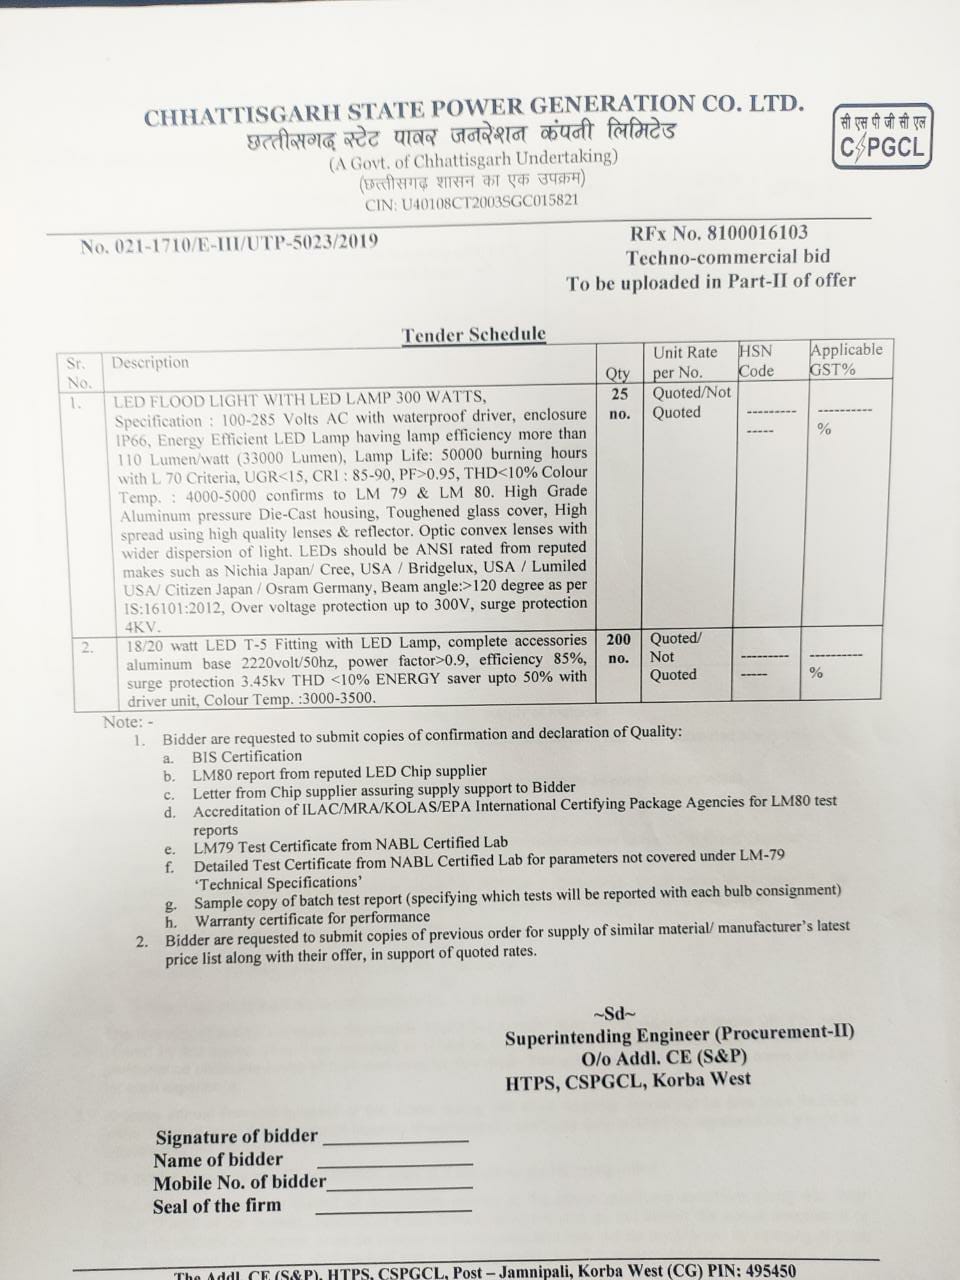 CHHATTISGARH STATE POWER GENERATION CO. LTD.
छत्तीसगढ़ स्टेट पावर जनरेशन कंपनी लिमिटेड
(A Govt. of Chhattisgarh Undertaking)
(छत्तीसगढ़ शासन का एक उपक्रम)
CIN: U40108CT2003SGC015821
सी एस पी जी सी एल
CSPGCL
No. 021-1710/E-III/UTP-5023/2019
RFx No. 8100016103
Techno-commercial bid
To be uploaded in Part-II of offer
Tender Schedule
Sr. No.
Description
Qty
Unit Rate per No.
HSN Code
Applicable GST%
1.
LED FLOOD LIGHT WITH LED LAMP 300 WATTS,
Specification : 100-285 Volts AC with waterproof driver, enclosure
IP66, Energy Efficient LED Lamp having lamp efficiency more than
110 Lumen/watt (33000 Lumen), Lamp Life: 50000 burning hours
with L 70 Criteria, UGR<15, CRI : 85-90, PF>0.95, THD<10% Colour
Temp. : 4000-5000 confirms to LM 79 & LM 80. High Grade
Aluminum pressure Die-Cast housing, Toughened glass cover, High
spread using high quality lenses & reflector. Optic convex lenses with
wider dispersion of light. LEDs should be ANSI rated from reputed
makes such as Nichia Japan/ Cree, USA / Bridgelux, USA / Lumiled
USA/ Citizen Japan / Osram Germany, Beam angle:>120 degree as per
IS:16101:2012, Over voltage protection up to 300V, surge protection
4KV.
25 no.
Quoted/Not Quoted
---------- -----
---------- %
2.
18/20 watt LED T-5 Fitting with LED Lamp, complete accessories
aluminum base 2220volt/50hz, power factor>0.9, efficiency 85%,
surge protection 3.45kv THD <10% ENERGY saver upto 50% with
driver unit, Colour Temp. :3000-3500.
200 no.
Quoted/ Not Quoted
--------- -----
---------- %
Note: -
1. Bidder are requested to submit copies of confirmation and declaration of Quality:
a. BIS Certification
b. LM80 report from reputed LED Chip supplier
c. Letter from Chip supplier assuring supply support to Bidder
d. Accreditation of ILAC/MRA/KOLAS/EPA International Certifying Package Agencies for LM80 test
reports
e. LM79 Test Certificate from NABL Certified Lab
f. Detailed Test Certificate from NABL Certified Lab for parameters not covered under LM-79
‘Technical Specifications’
g. Sample copy of batch test report (specifying which tests will be reported with each bulb consignment)
h. Warranty certificate for performance
2. Bidder are requested to submit copies of previous order for supply of similar material/ manufacturer’s latest
price list along with their offer, in support of quoted rates.
~Sd~
Superintending Engineer (Procurement-II)
O/o Addl. CE (S&P)
HTPS, CSPGCL, Korba West
Signature of bidder
Name of bidder
Mobile No. of bidder
Seal of the firm
The Addl. CE (S&P), HTPS, CSPGCL, Post – Jamnipali, Korba West (CG) PIN: 495450